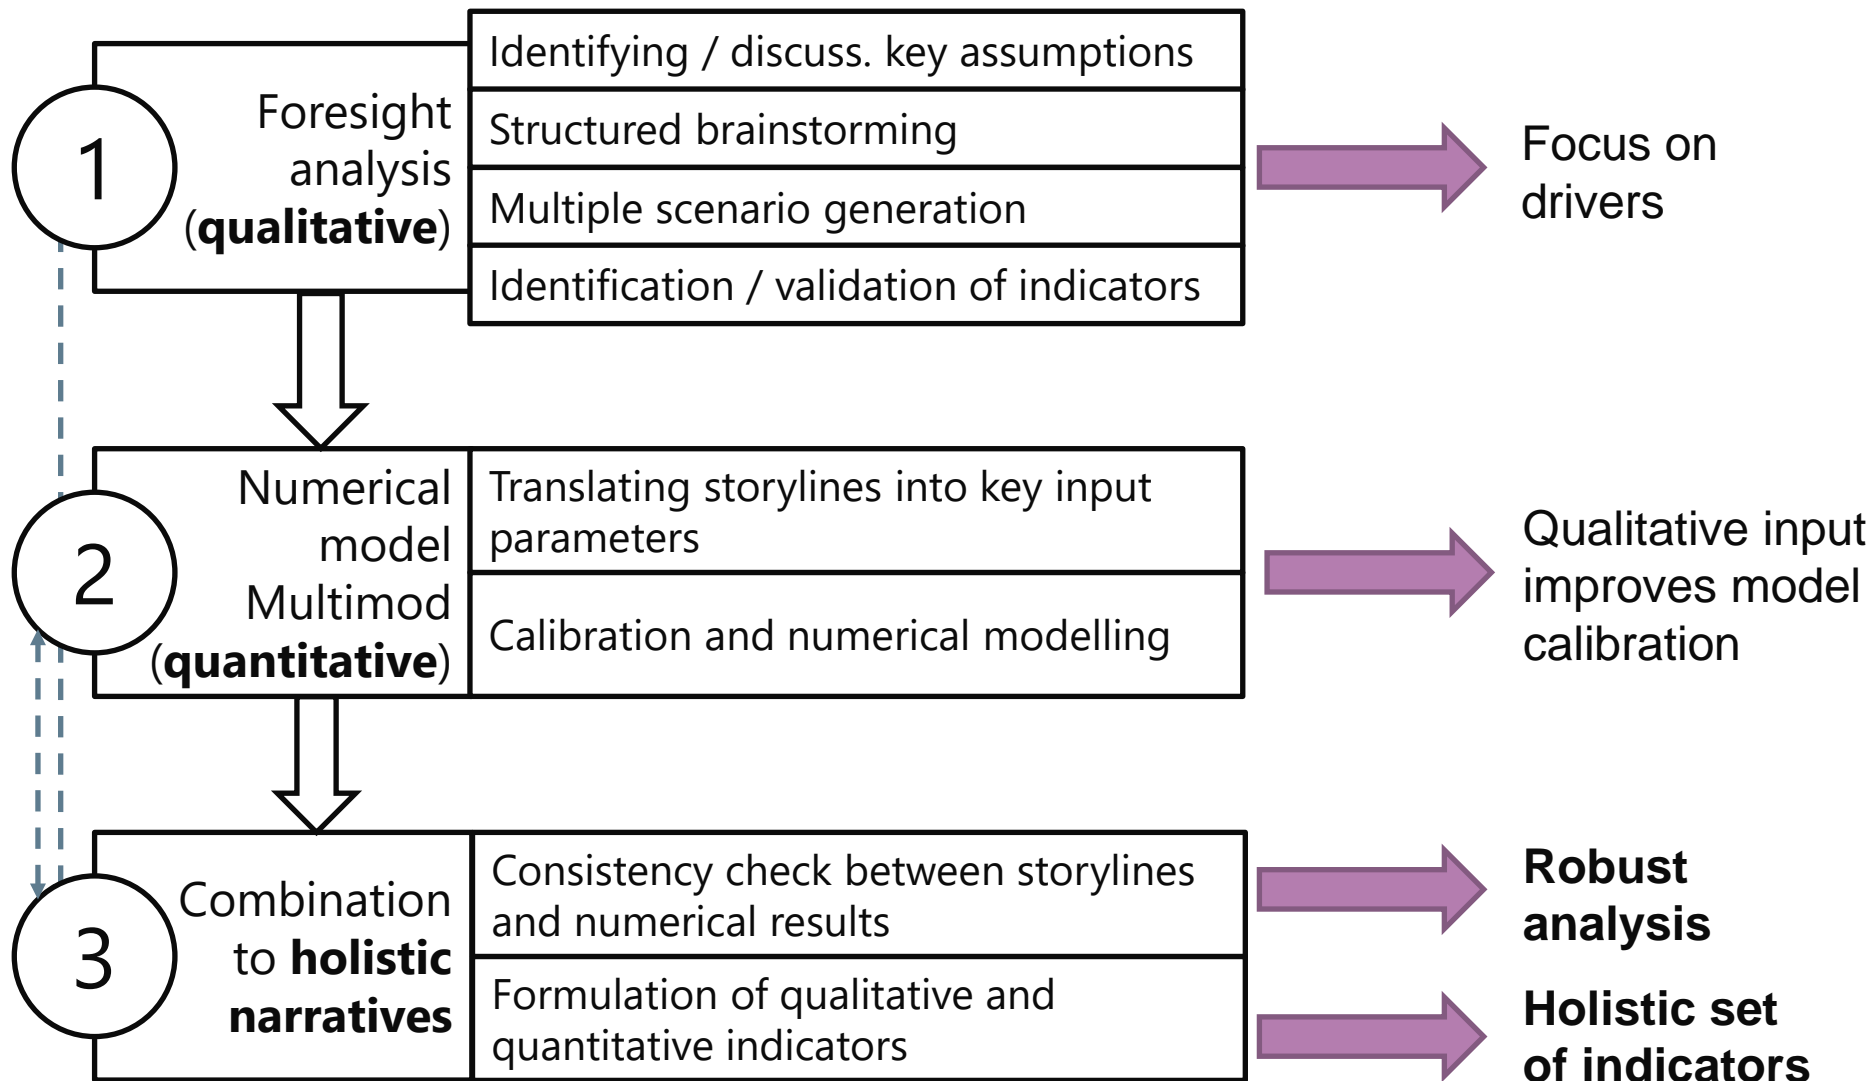 1
Foresight
analysis
(qualitative)
Identifying / discuss. key assumptions
Structured brainstorming
Multiple scenario generation
Identification / validation of indicators
Focus on
drivers
2
Numerical
model
Multimod
(quantitative)
Translating storylines into key input
parameters
Calibration and numerical modelling
Qualitative input
improves model
calibration
3
Combination
to holistic
narratives
Consistency check between storylines
and numerical results
Formulation of qualitative and
quantitative indicators
Robust
analysis
Holistic set
of indicators